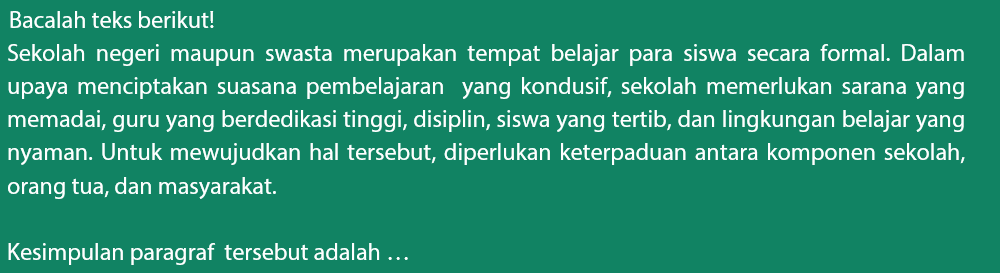 Bacalah teks berikut!
Sekolah negeri maupun swasta merupakan tempat belajar para siswa secara formal. Dalam
upaya menciptakan suasana pembelajaran yang kondusif, sekolah memerlukan sarana yang
memadai, guru yang berdedikasi tinggi, disiplin, siswa yang tertib, dan lingkungan belajar yang
nyaman. Untuk mewujudkan hal tersebut, diperlukan keterpaduan antara komponen sekolah,
orang tua, dan masyarakat.
Kesimpulan paragraf tersebut adalah …